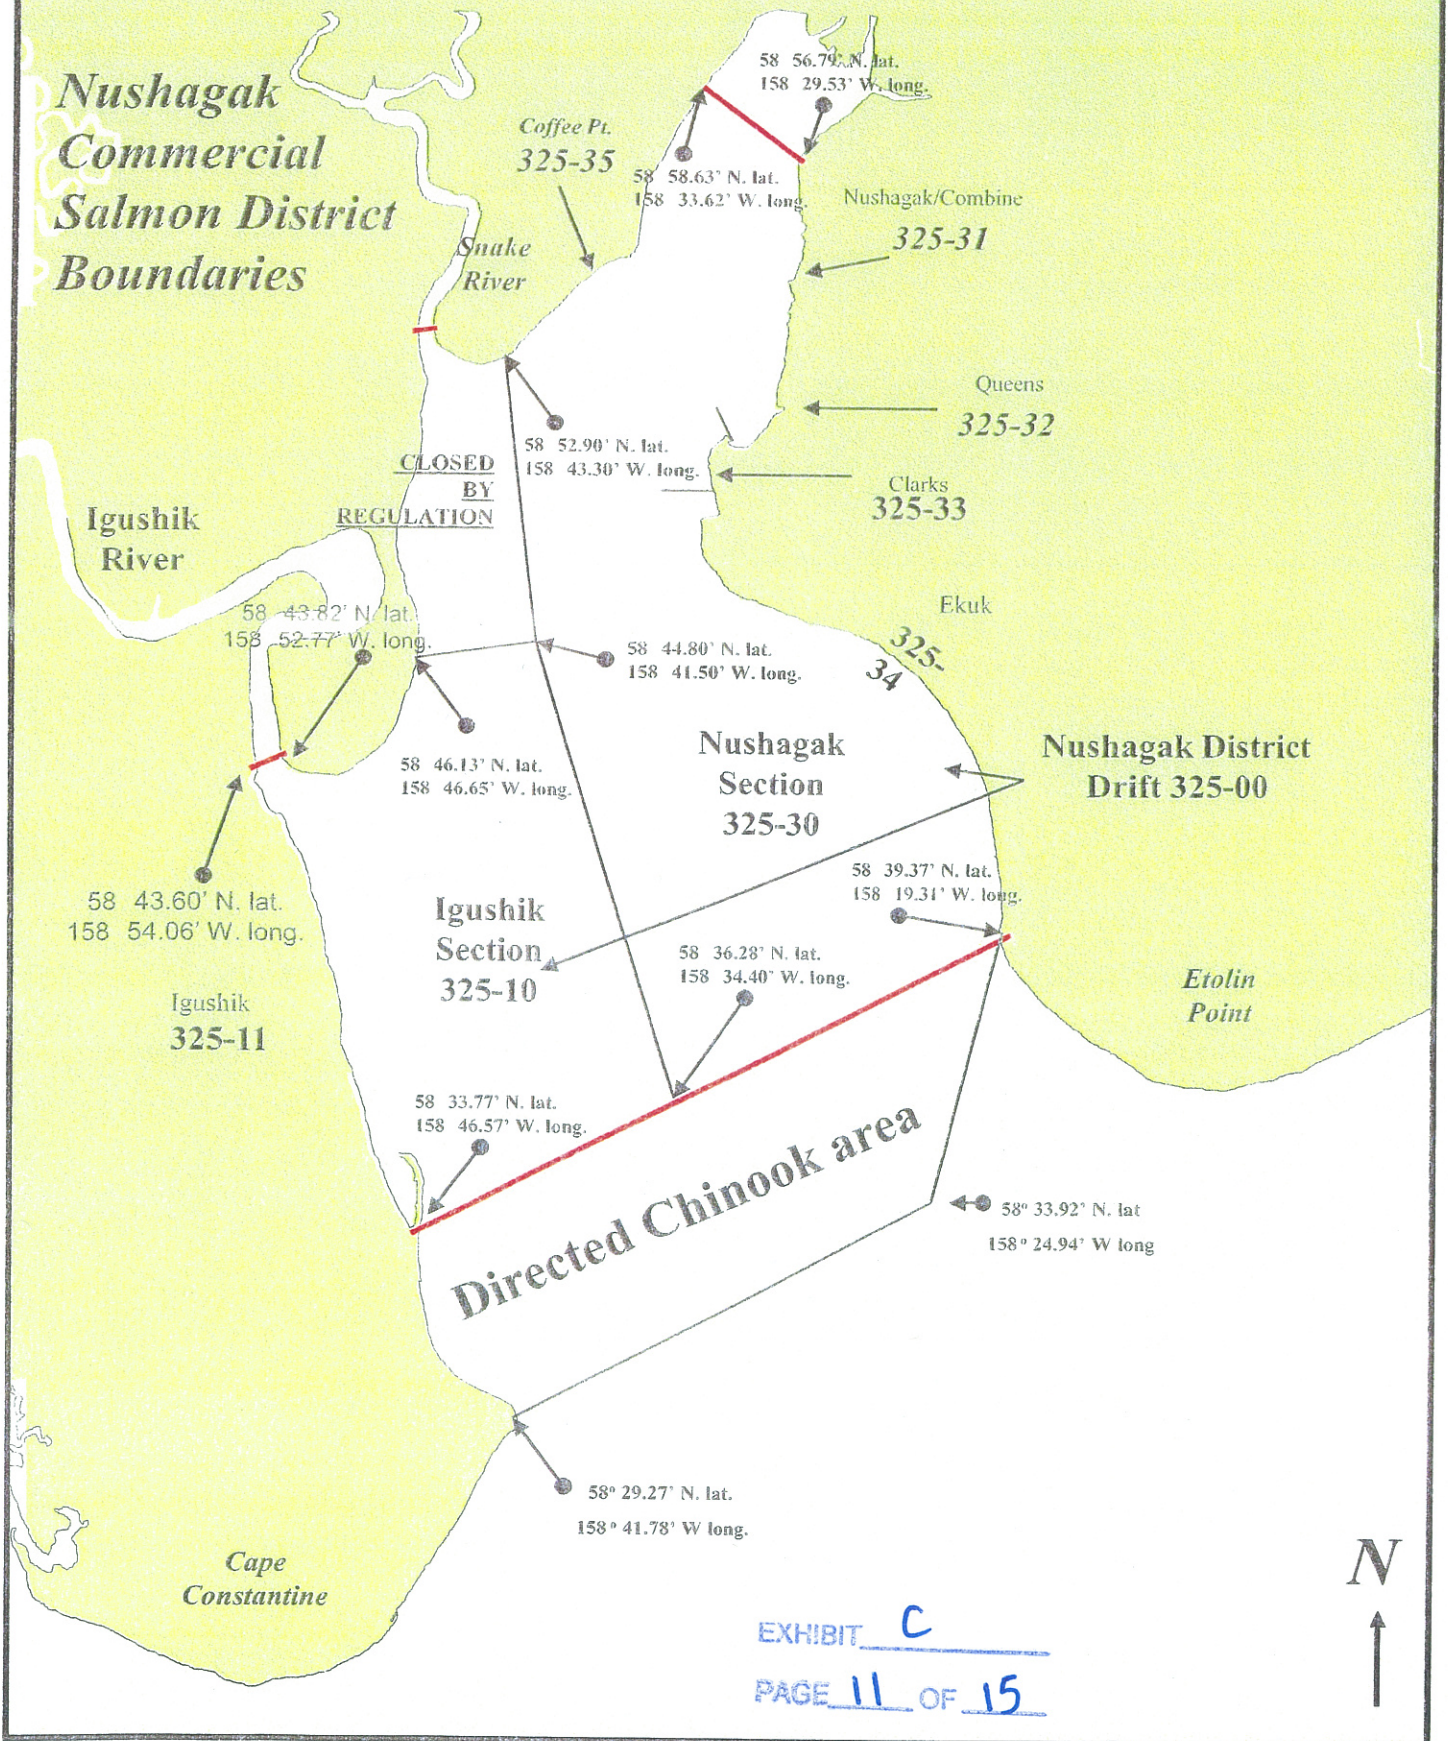 Nushagak
Commercial
Salmon District
Boundaries
58 56.79' N. lat.
158 29.53' W. long.
Coffee Pt.
325-35
58 58.63' N. lat.
158 33.62' W. long.
Nushagak/Combine
325-31
Snake
River
Queens
325-32
58 52.90' N. lat.
158 43.30' W. long.
CLOSED
BY
REGULATION
Clarks
325-33
Igushik
River
Ekuk
325-
34
58 43.82' N. lat.
158 52.77' W. long.
58 44.80' N. lat.
158 41.50' W. long.
58 46.13' N. lat.
158 46.65' W. long.
Nushagak
Section
325-30
Nushagak District
Drift 325-00
58 43.60' N. lat.
158 54.06' W. long.
58 39.37' N. lat.
158 19.31' W. long.
Igushik
Section
325-10
58 36.28' N. lat.
158 34.40' W. long.
Igushik
325-11
Etolin
Point
58 33.77' N. lat.
158 46.57' W. long.
Directed Chinook area
58° 33.92' N. lat
158° 24.94' W long
58° 29.27' N. lat.
158° 41.78' W long.
Cape
Constantine
N
EXHIBIT C
PAGE 11 OF 15